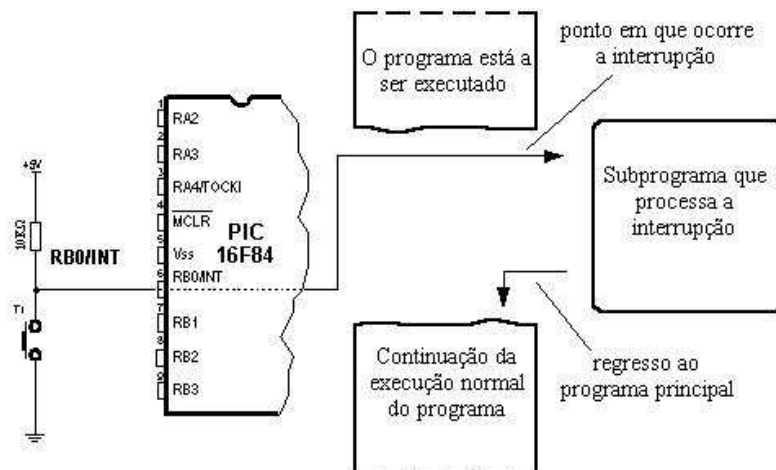 O programa está a
ser executado
ponto em que ocorre
a interrupção
Subprograma que
processa a
interrupção
regresso ao
programa principal
Continuação da
execução normal
do programa
10KΩ
RB0/INT
T1
1
RA2
2
RA3
3
RA4/TOCKI
4
MCLR
5
Vss
6
RB0/INT
7
RB1
8
RB2
9
RB3
PIC
16F84